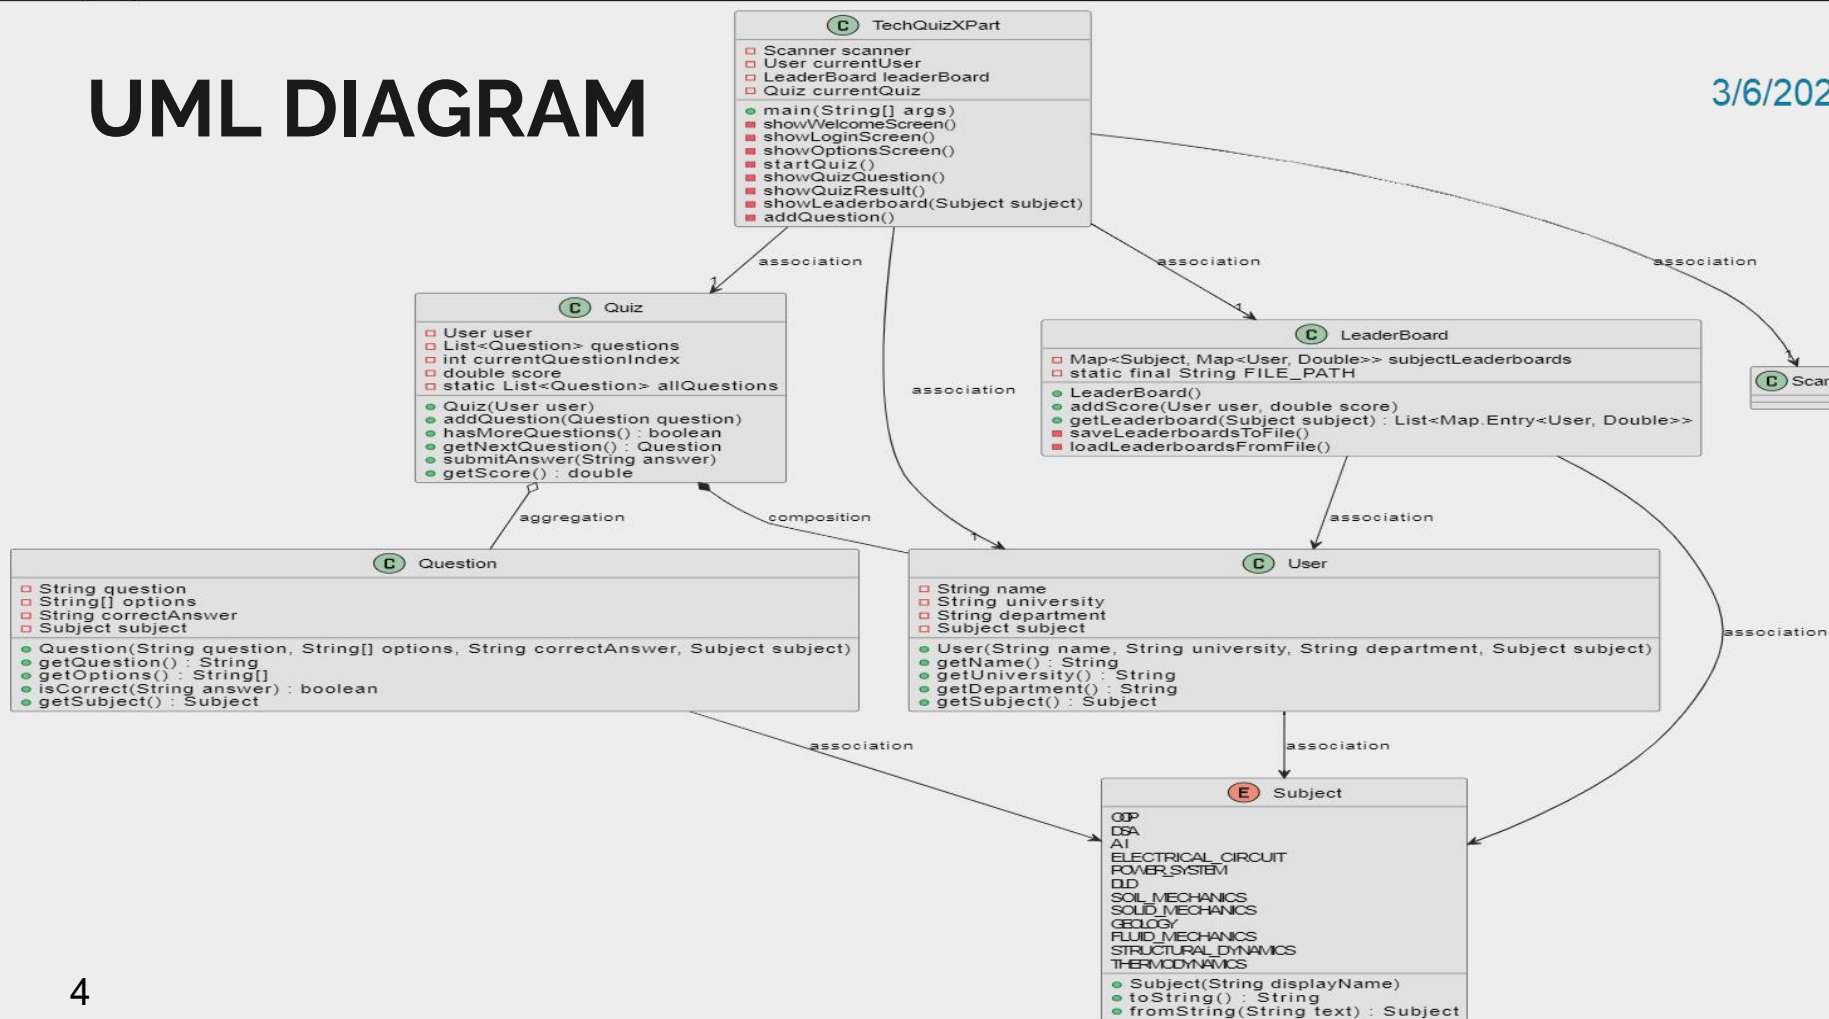 UML DIAGRAM
3/6/202
TechQuizXPart
Scanner scanner
User currentUser
LeaderBoard leaderBoard
Quiz currentQuiz
main(String[] args)
showWelcomeScreen()
showLoginScreen()
showOptionsScreen()
startQuiz()
showQuizQuestion()
showQuizResult()
showLeaderboard(Subject subject)
addQuestion()
association
association
association
association
1
1
1
1
Quiz
User user
List<Question> questions
int currentQuestionIndex
double score
static List<Question> allQuestions
Quiz(User user)
addQuestion(Question question)
hasMoreQuestions() : boolean
getNextQuestion() : Question
submitAnswer(String answer)
getScore() : double
LeaderBoard
Map<Subject, Map<User, Double>> subjectLeaderboards
static final String FILE_PATH
LeaderBoard()
addScore(User user, double score)
getLeaderboard(Subject subject) : List<Map.Entry<User, Double>>
saveLeaderboardsToFile()
loadLeaderboardsFromFile()
Scan
aggregation
composition
association
association
Question
String question
String[] options
String correctAnswer
Subject subject
Question(String question, String[] options, String correctAnswer, Subject subject)
getQuestion() : String
getOptions() : String[]
isCorrect(String answer) : boolean
getSubject() : Subject
User
String name
String university
String department
Subject subject
User(String name, String university, String department, Subject subject)
getName() : String
getUniversity() : String
getDepartment() : String
getSubject() : Subject
association
association
Subject
OOP
DSA
AI
ELECTRICAL_CIRCUIT
POWER_SYSTEM
DLD
SOIL_MECHANICS
SOLID_MECHANICS
GEOLOGY
FLUID_MECHANICS
STRUCTURAL_DYNAMICS
THERMODYNAMICS
Subject(String displayName)
toString() : String
fromString(String text) : Subject
4